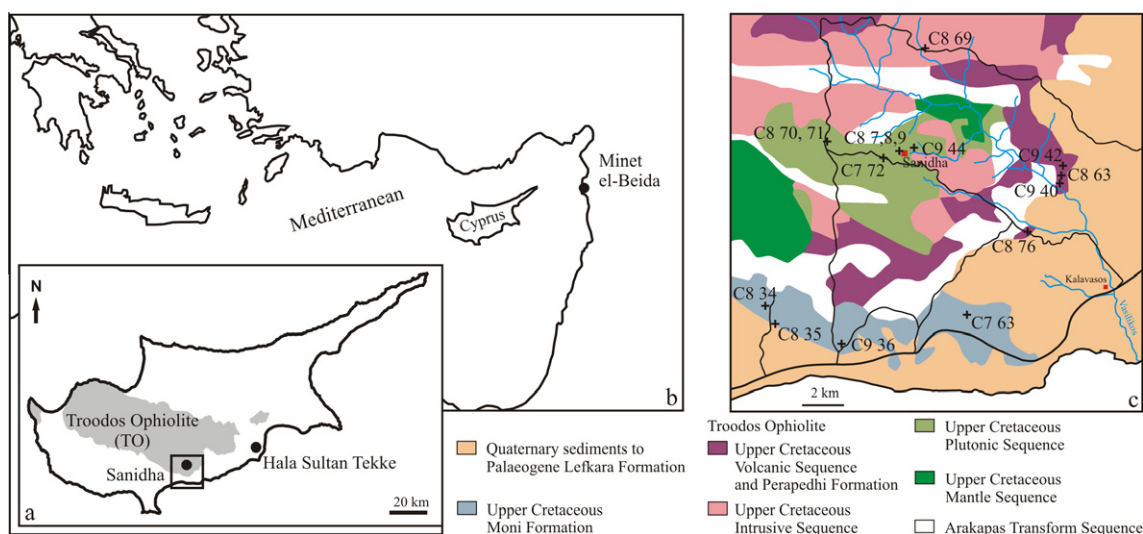 Mediterranean
Cyprus
Minet
el-Beida
b
N
Troodos Ophiolite
(TO)
Sanidha
Hala Sultan Tekke
a
20 km
C8 69
C8 70, 71
C8 7,8,9
C9 44
Sanidha
C7 72
C9 42
C8 63
C9 40
C8 76
Kalavasos
Vasilikos
C8 34
C8 35
C9 36
C7 63
2 km
c
Quaternary sediments to
Palaeogene Lefkara Formation
Upper Cretaceous
Moni Formation
Troodos Ophiolite
Upper Cretaceous
Volcanic Sequence
and Perapedhi Formation
Upper Cretaceous
Intrusive Sequence
Upper Cretaceous
Plutonic Sequence
Upper Cretaceous
Mantle Sequence
Arakapas Transform Sequence